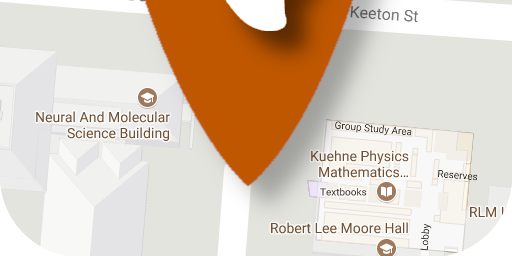 Keeton St
Neural And Molecular
Science Building
Group Study Area
Kuehne Physics
Mathematics...
Reserves
Textbooks
RLM
Robert Lee Moore Hall
Lobby